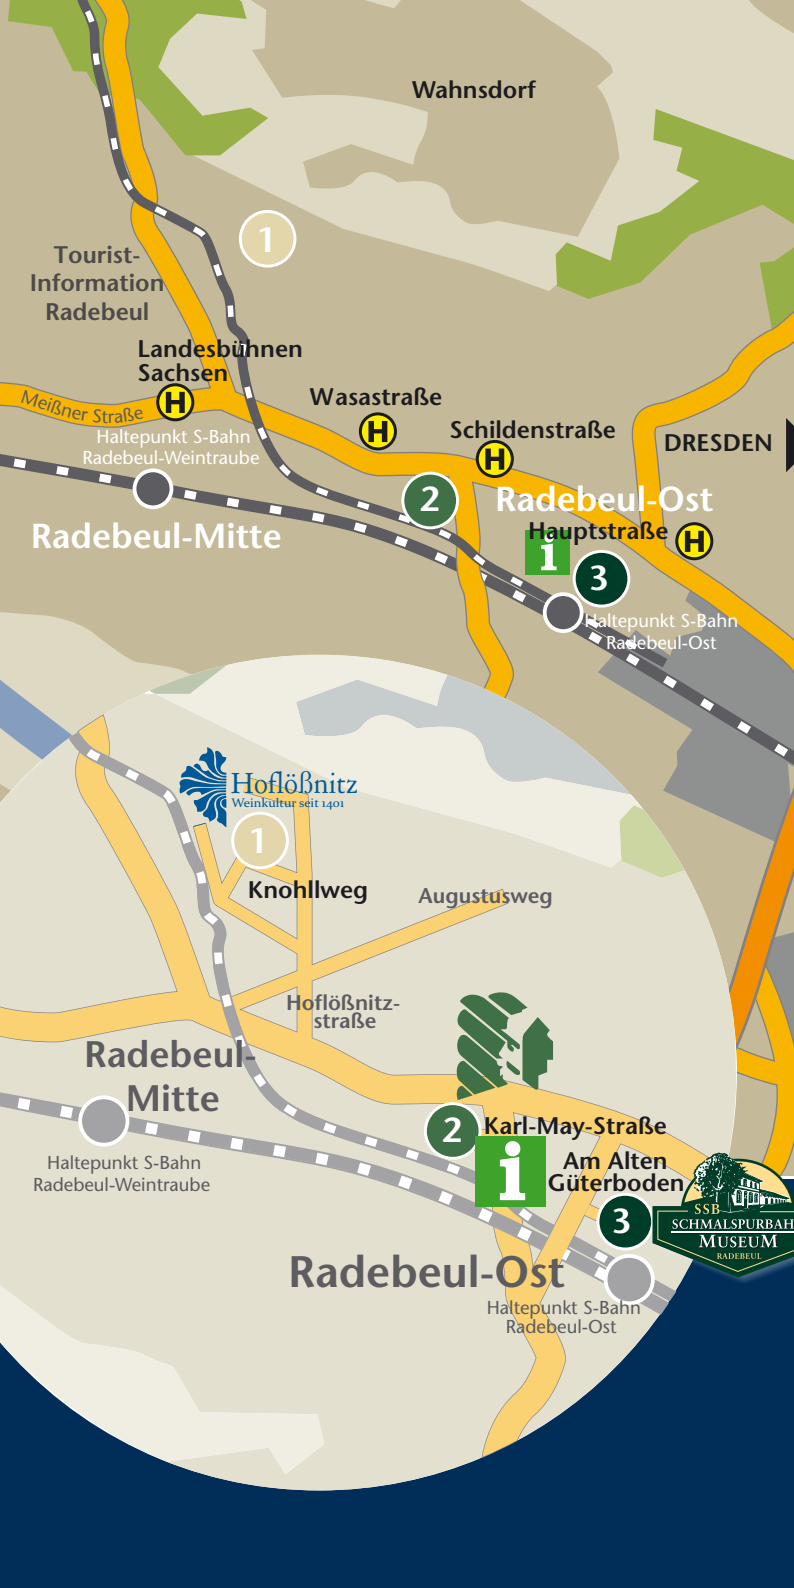 Wahnsdorf
1
Tourist-
Information
Radebeul
Landesbühnen
Sachsen
H
Meißner Straße
Wasastraße
H
Schildenstraße
H
DRESDEN
Haltepunkt S-Bahn
Radebeul-Weintraube
2
Radebeul-Ost
Radebeul-Mitte
Hauptstraße
H
i
3
Haltepunkt S-Bahn
Radebeul-Ost
Hoflößnitz
Weinkultur seit 1401
1
Knohllweg
Augustusweg
Hoflößnitz-
straße
Radebeul-
Mitte
2
Karl-May-Straße
i
Am Alten
Güterboden
Haltepunkt S-Bahn
Radebeul-Weintraube
3
SSB
SCHMALSPURBAH
MUSEUM
RADEBEUL
Radebeul-Ost
Haltepunkt S-Bahn
Radebeul-Ost